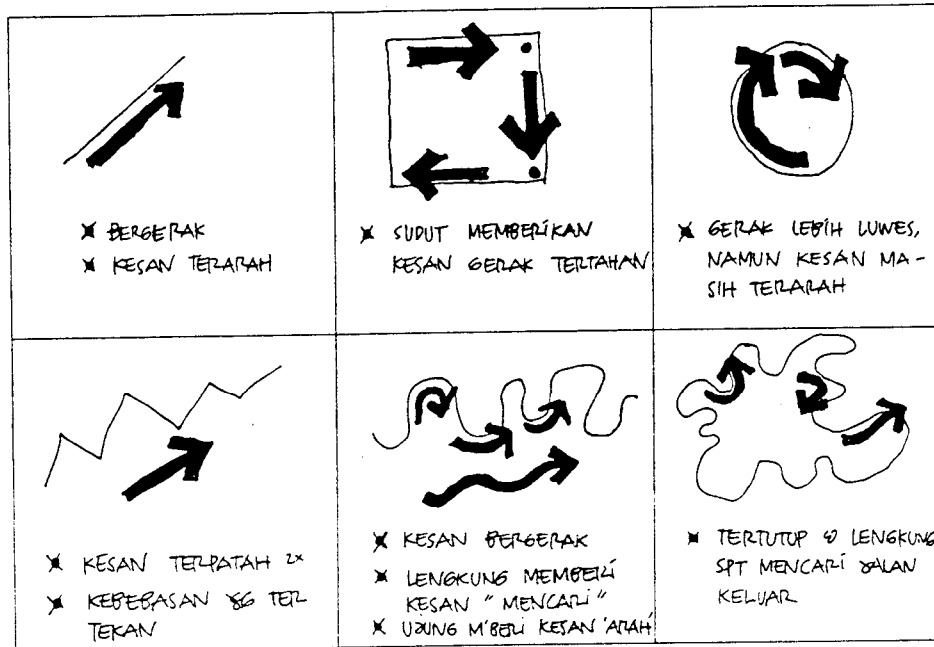 BERGERAK
KESAN TERARAH
SUDUT MEMBERIKAN
KESAN GERAK TERTAHAN
GERAK LEBIH LUWES,
NAMUN KESAN MA-
SIH TERARAH
KESAN TERPATAH 2X
KEBEBASAN YG TER
TEKAN
KESAN BERGERAK
LENGKUNG MEMBERI
KESAN "MENCARI"
UJUNG M'BERI KESAN 'ARAH'
TERTUTUP & LENGKUNG
SPT MENCARI JALAN
KELUAR